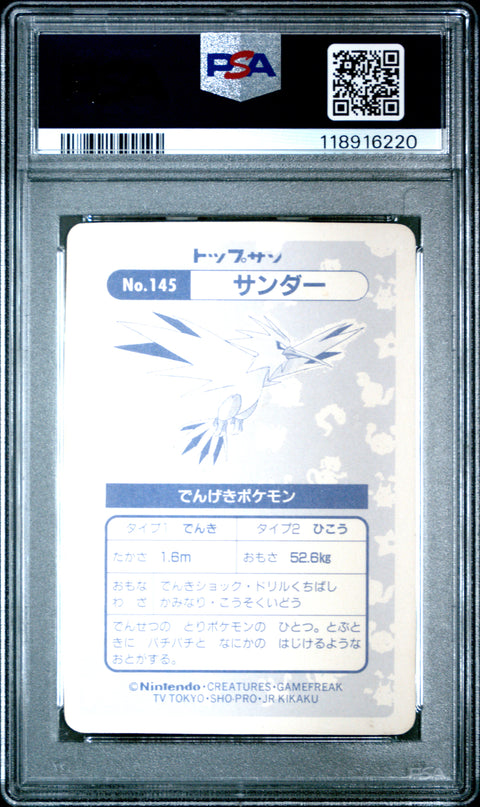 PSA
118916220
トップサン
No.145 サンダー
でんげきポケモン
タイプ1 でんき タイプ2 ひこう
たかさ 1.6m おもさ 52.6kg
おもな でんきショック・ドリルくちばし
わ ざ かみなり・こうそくいどう
でんせつの とりポケモンの ひとつ。とぶと
きに パチパチと なにかの はじけるような
おとがする。
©Nintendo・CREATURES・GAMEFREAK
TV TOKYO・SHO-PRO・JR KIKAKU
PSA